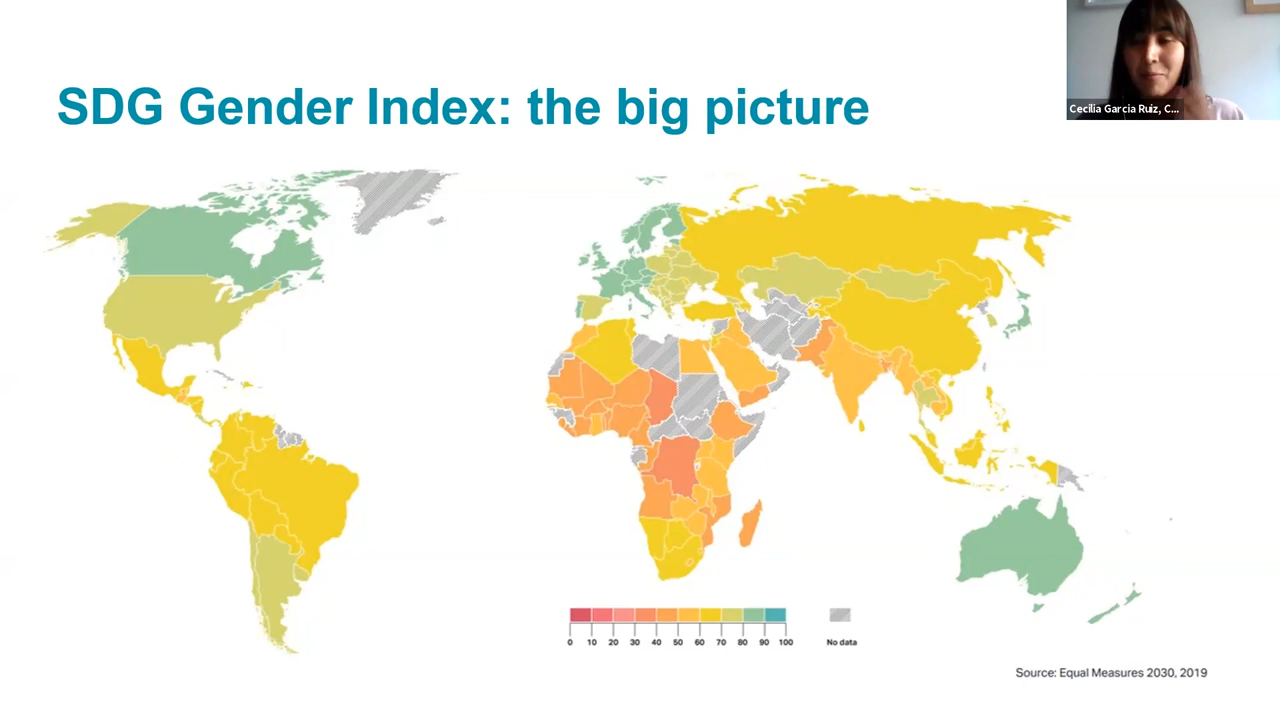 SDG Gender Index: the big picture
Cecilia Garcia Ruiz, C...
0 10 20 30 40 50 60 70 80 90 100
No data
Source: Equal Measures 2030, 2019